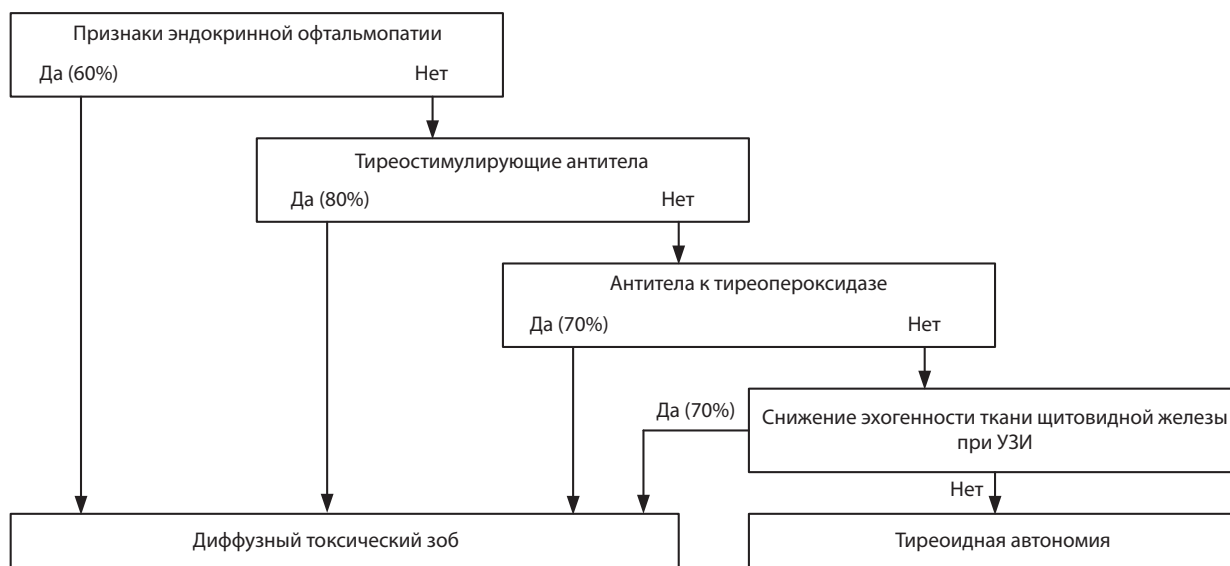 Признаки эндокринной офтальмопатии
Да (60%) Нет
Тиреостимулирующие антитела
Да (80%) Нет
Антитела к тиреопероксидазе
Да (70%) Нет
Да (70%)
Снижение эхогенности ткани щитовидной железы
при УЗИ
Нет
Диффузный токсический зоб
Тиреоидная автономия